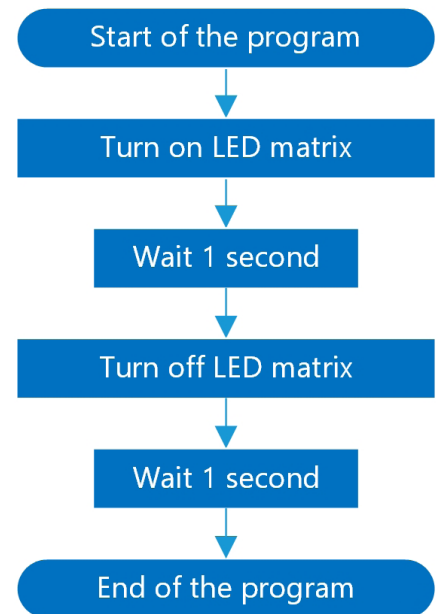 Start of the program
Turn on LED matrix
Wait 1 second
Turn off LED matrix
Wait 1 second
End of the program